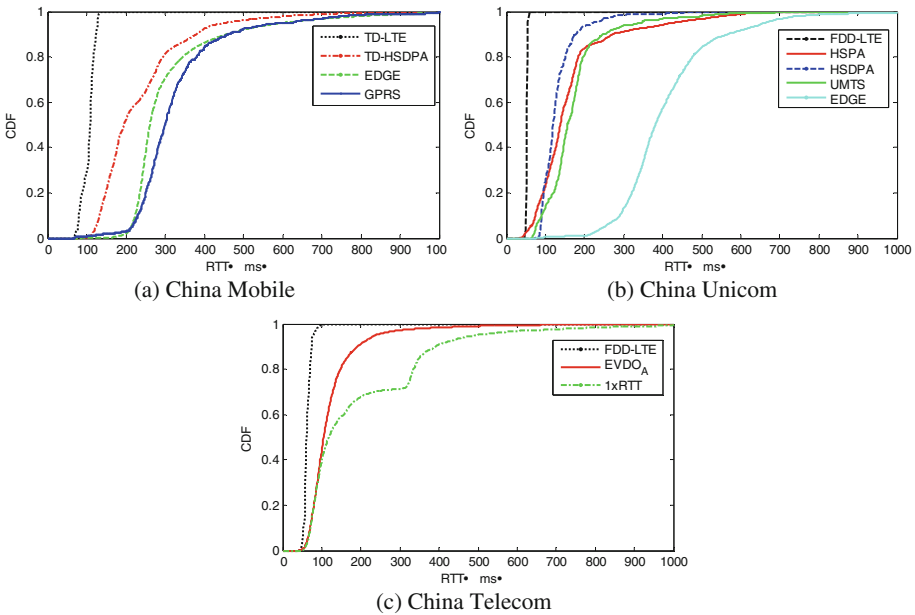 1
0.8
0.6
0.4
0.2
0
CDF
TD-LTE
TD-HSDPA
EDGE
GPRS
0 100 200 300 400 500 600 700 800 900 1000
RTT• ms•
(a) China Mobile
1
0.8
0.6
0.4
0.2
0
CDF
FDD-LTE
HSPA
HSDPA
UMTS
EDGE
0 100 200 300 400 500 600 700 800 900 1000
RTT• ms•
(b) China Unicom
1
0.8
0.6
0.4
0.2
0
CDF
FDD-LTE
EVDO_A
1xRTT
0 100 200 300 400 500 600 700 800 900 1000
RTT• ms•
(c) China Telecom